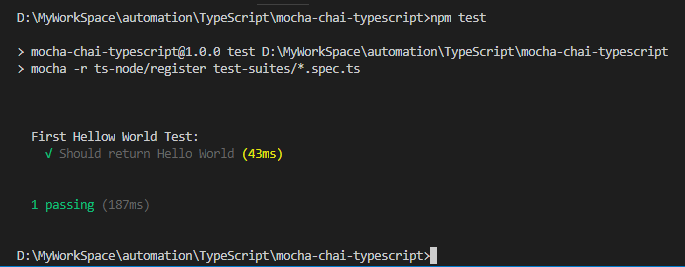 D:\MyWorkSpace\automation\TypeScript\mocha-chai-typescript>npm test
> mocha-chai-typescript@1.0.0 test D:\MyWorkSpace\automation\TypeScript\mocha-chai-typescript
> mocha -r ts-node/register test-suites/*.spec.ts
First Hellow World Test:
√ Should return Hello World (43ms)
1 passing (187ms)
D:\MyWorkSpace\automation\TypeScript\mocha-chai-typescript>